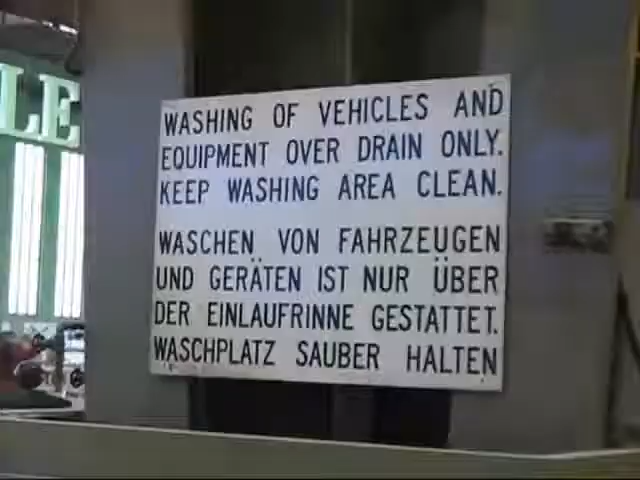 LE
WASHING OF VEHICLES AND
EQUIPMENT OVER DRAIN ONLY.
KEEP WASHING AREA CLEAN.
WASCHEN VON FAHRZEUGEN
UND GERÄTEN IST NUR ÜBER
DER EINLAUFRINNE GESTATTET.
WASCHPLATZ SAUBER HALTEN